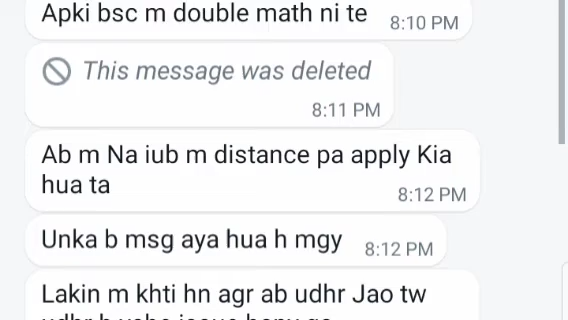 Apki bsc m double math ni te
8:10 PM
This message was deleted
8:11 PM
Ab m Na iub m distance pa apply Kia
hua ta
8:12 PM
Unka b msg aya hua h mgy
8:12 PM
Lakin m khti hn agr ab udhr Jao tw